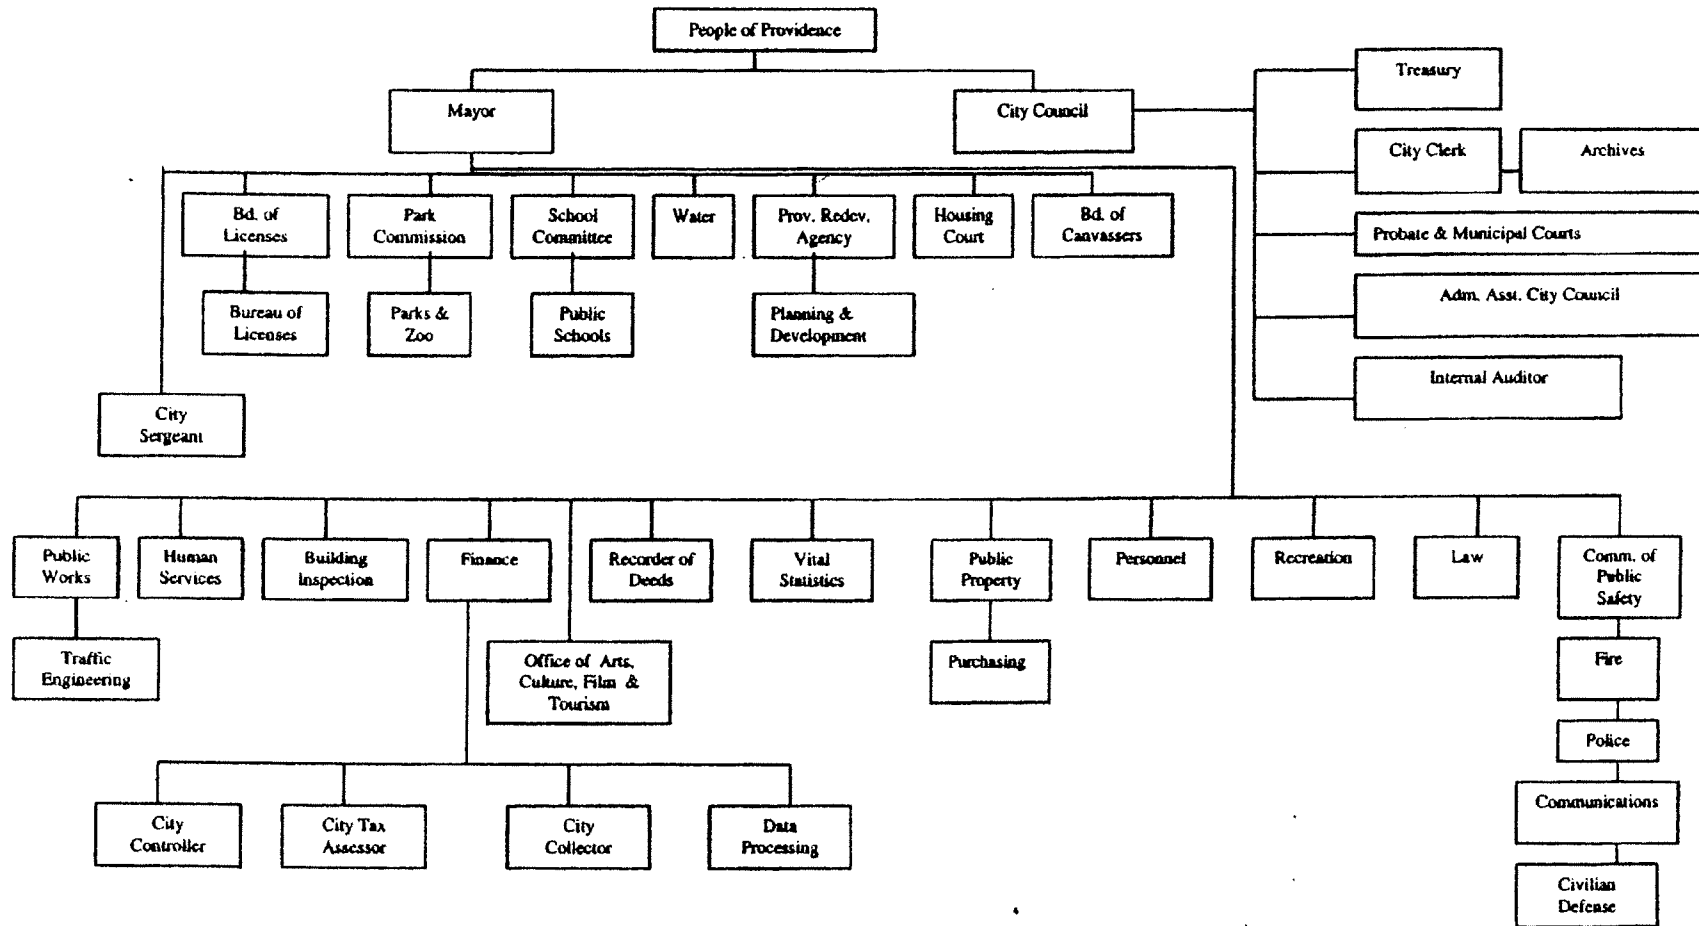 People of Providence
Mayor
City Council
Treasury
City Clerk
Archives
Probate & Municipal Courts
Adm. Asst. City Council
Internal Auditor
Bd. of
Licenses
Park
Commission
School
Committee
Water
Prov. Redev.
Agency
Housing
Court
Bd. of
Canvassers
Bureau of
Licenses
Parks &
Zoo
Public
Schools
Planning &
Development
City
Sergeant
Public
Works
Human
Services
Building
Inspection
Finance
Recorder of
Deeds
Vital
Statistics
Public
Property
Personnel
Recreation
Law
Comm. of
Public
Safety
Traffic
Engineering
Office of Arts,
Culture, Film &
Tourism
Purchasing
Fire
Police
Communications
Civilian
Defense
City
Controller
City Tax
Assessor
City
Collector
Data
Processing